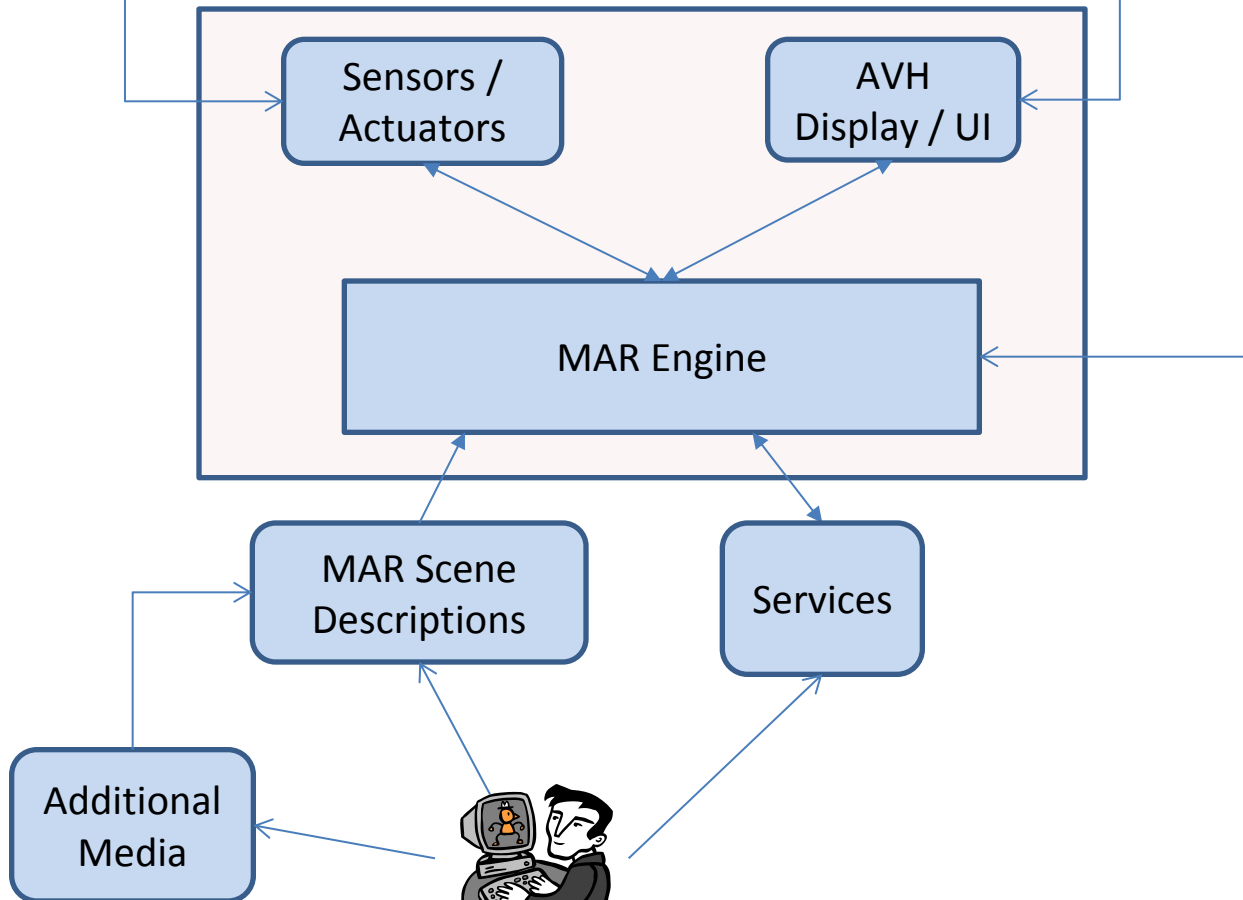 Sensors /
Actuators
AVH
Display / UI
MAR Engine
MAR Scene
Descriptions
Services
Additional
Media